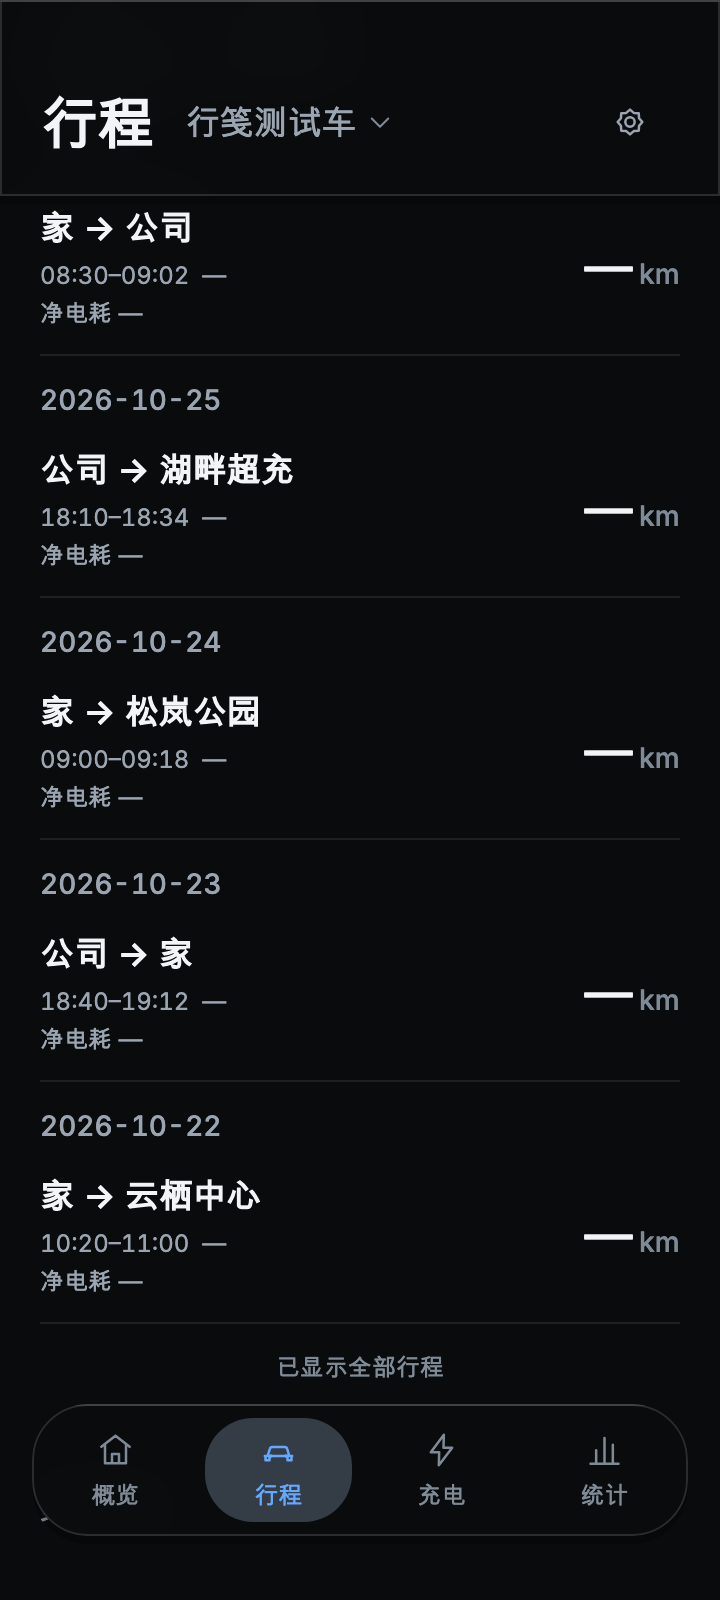 行程 行笺测试车
家 → 公司
08:30–09:02 —
— km
净电耗 —
2026-10-25
公司 → 湖畔超充
18:10–18:34 —
— km
净电耗 —
2026-10-24
家 → 松岚公园
09:00–09:18 —
— km
净电耗 —
2026-10-23
公司 → 家
18:40–19:12 —
— km
净电耗 —
2026-10-22
家 → 云栖中心
10:20–11:00 —
— km
净电耗 —
已显示全部行程
概览 行程 充电 统计